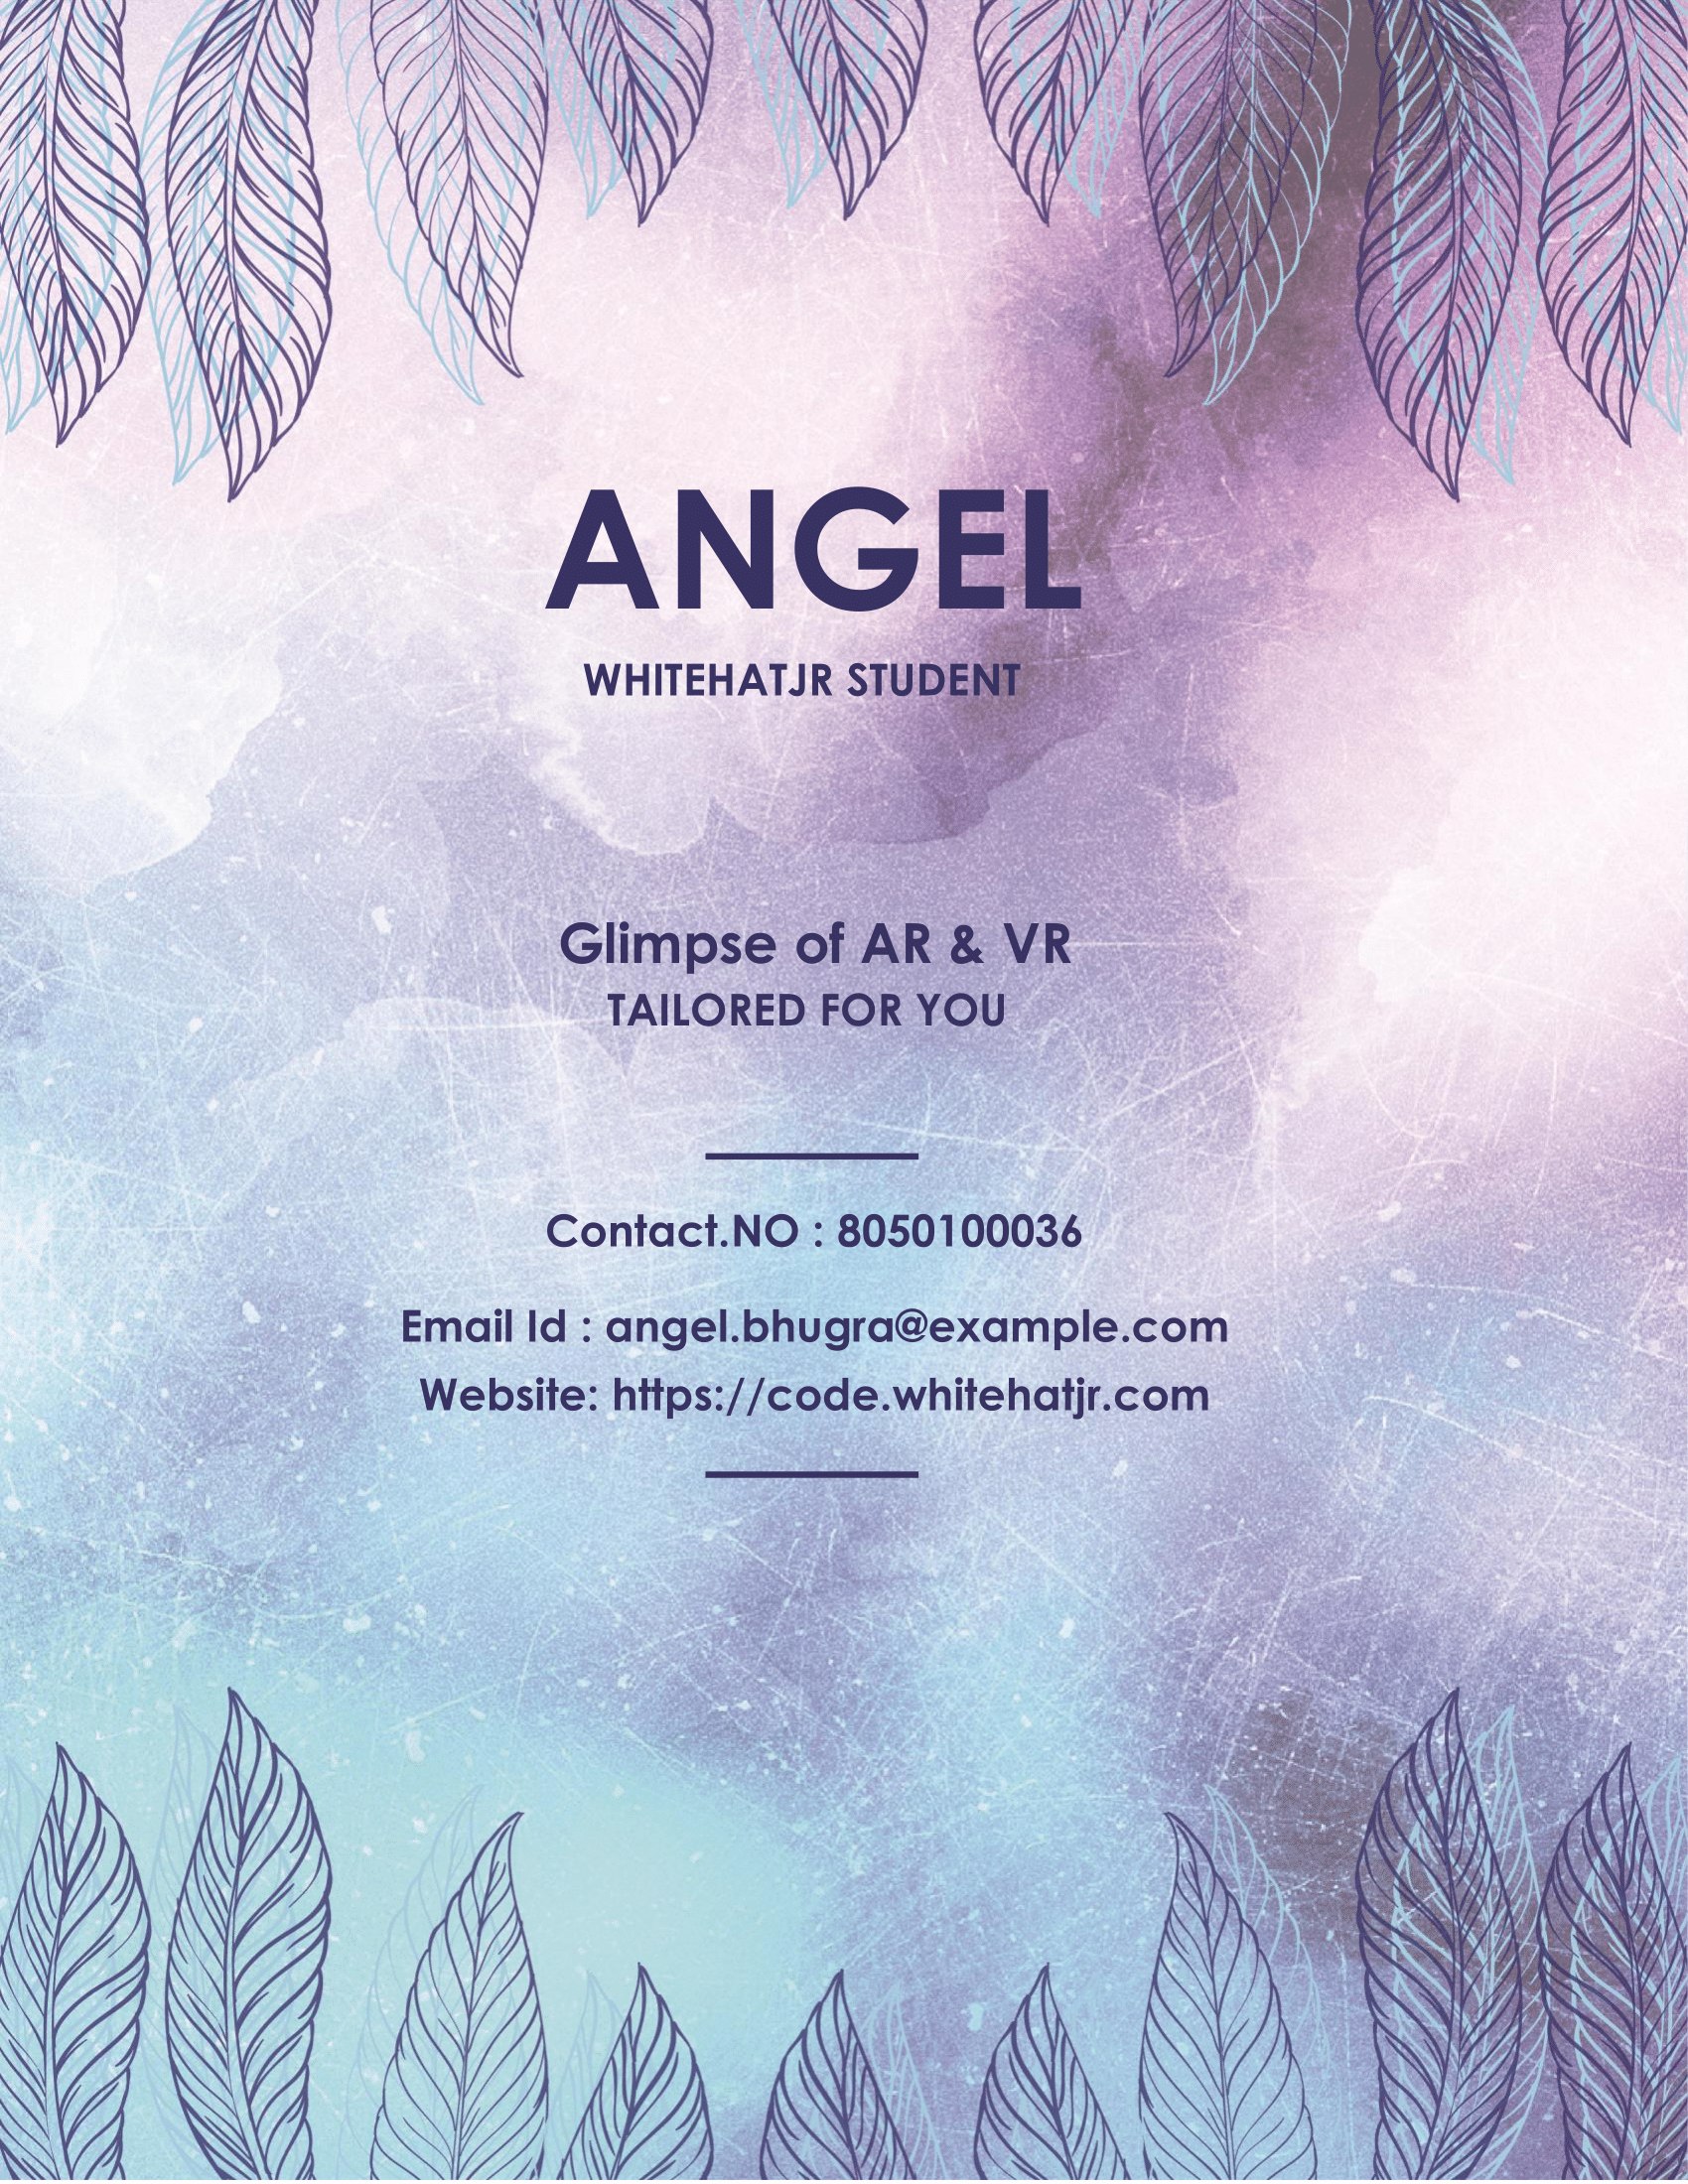 ANGEL
WHITEHATJR STUDENT
Glimpse of AR & VR
TAILORED FOR YOU
Contact.NO : 8050100036
Email Id : angel.bhugra@example.com
Website: https://code.whitehatjr.com